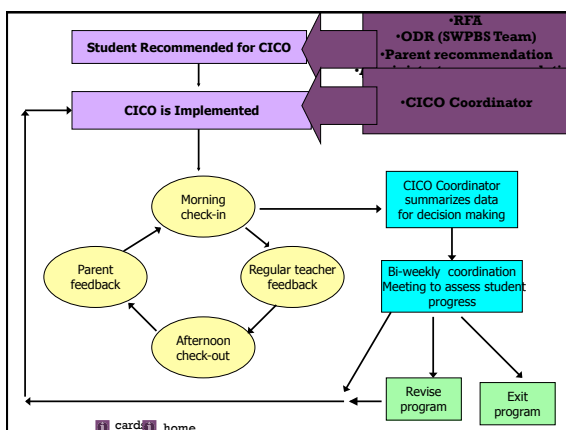 •RFA
•ODR (SWPBS Team)
•Parent recommendation
Student Recommended for CICO
•CICO Coordinator
CICO is Implemented
Morning
check-in
CICO Coordinator
summarizes data
for decision making
Parent
feedback
Regular teacher
feedback
Bi-weekly coordination
Meeting to assess student
progress
Afternoon
check-out
Revise
program
Exit
program
cards
home